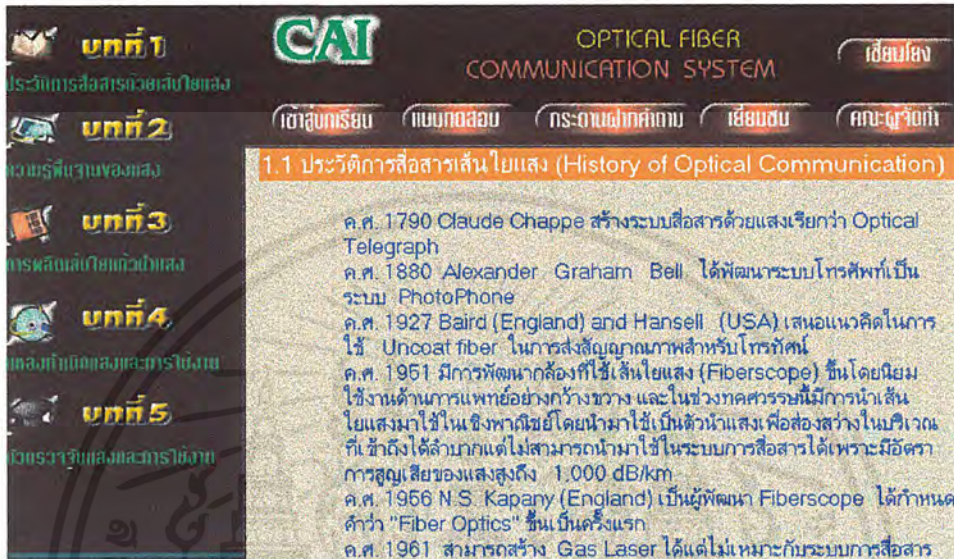 บทที่ 1
ประวัติการสื่อสารด้วยเส้นใยแสง
บทที่ 2
ความรู้พื้นฐานของแสง
บทที่ 3
การผลิตเส้นใยแก้วนำแสง
บทที่ 4
แหล่งกำเนิดแสงและการใช้งาน
บทที่ 5
ตัวตรวจจับแสงและการใช้งาน
CAI
OPTICAL FIBER
COMMUNICATION SYSTEM
เชื่อมโยง
เข้าสู่บทเรียน แบบทดสอบ กระดานฝากคำถาม เยี่ยมชม คณะผู้จัดทำ
1.1 ประวัติการสื่อสารเส้นใยแสง (History of Optical Communication)
ค.ศ. 1790 Claude Chappe สร้างระบบสื่อสารด้วยแสงเรียกว่า Optical
Telegraph
ค.ศ. 1880 Alexander Graham Bell ได้พัฒนาระบบโทรศัพท์เป็น
ระบบ PhotoPhone
ค.ศ. 1927 Baird (England) and Hansell (USA) เสนอแนวคิดในการ
ใช้ Uncoat fiber ในการส่งสัญญาณภาพสำหรับโทรทัศน์
ค.ศ. 1951 มีการพัฒนากล้องที่ใช้เส้นใยแสง (Fiberscope) ขึ้นโดยนิยม
ใช้งานด้านการแพทย์อย่างกว้างขวาง และในช่วงทศวรรษนี้มีการนำเส้น
ใยแสงมาใช้ในเชิงพาณิชย์โดยนำมาใช้เป็นตัวนำแสงเพื่อส่องสว่างในบริเวณ
ที่เข้าถึงได้ลำบากแต่ไม่สามารถนำมาใช้ในระบบการสื่อสารได้เพราะมีอัตรา
การสูญเสียของแสงสูงถึง 1,000 dB/km
ค.ศ. 1956 N.S. Kapany (England) เป็นผู้พัฒนา Fiberscope ได้กำหนด
คำว่า "Fiber Optics" ขึ้นเป็นครั้งแรก
ค.ศ. 1961 สามารถสร้าง Gas Laser ได้แต่ไม่เหมาะกับระบบการสื่อสาร